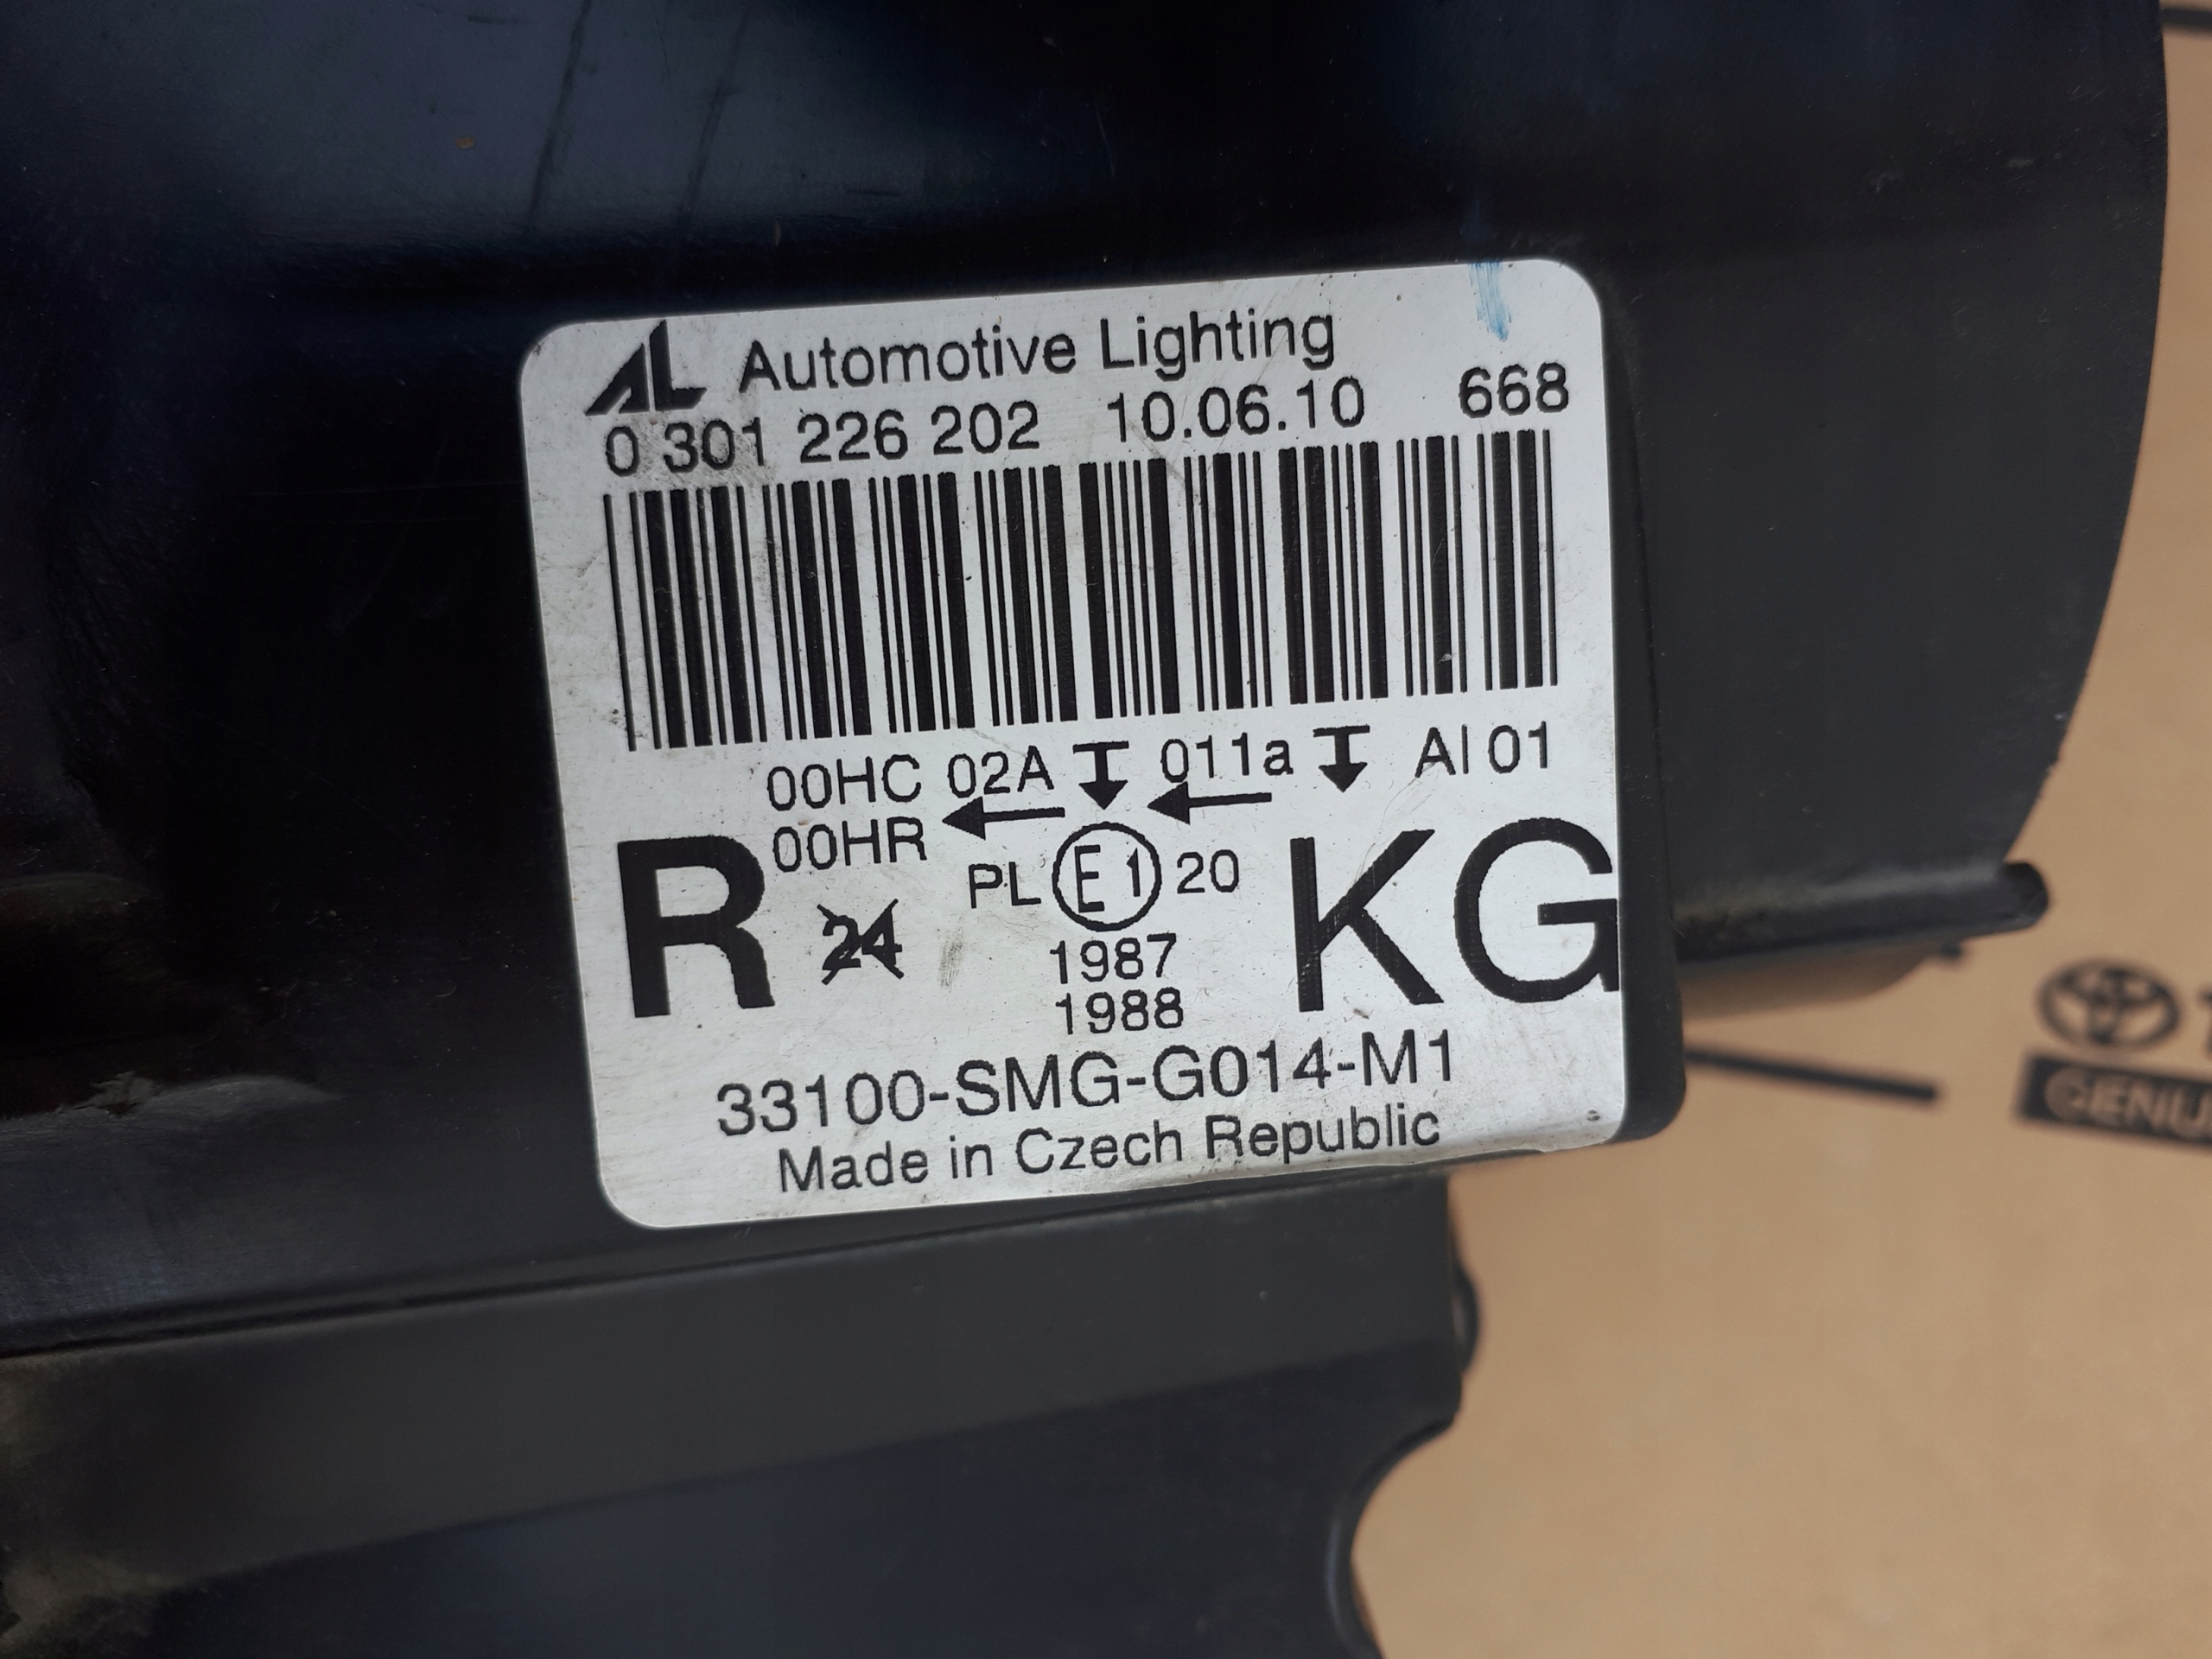 AL Automotive Lighting
0 301 226 202 10.06.10 668
00HC 02A 011a AI 01
00HR
R 24 PL E1 20 KG
1987
1988
33100-SMG-G014-M1
Made in Czech Republic